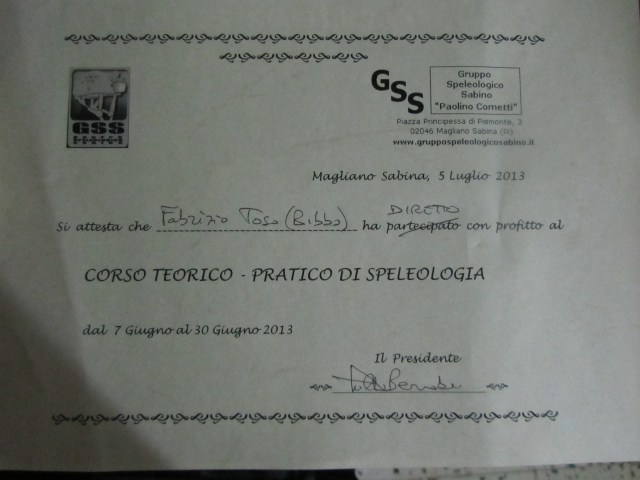 GSS
GSS
Gruppo
Speleologico
Sabino
"Paolino Cometti"
Piazza Principessa di Piemonte, 3
02046 Magliano Sabina (Ri)
www.gruppospeleologicosabino.it
Magliano Sabina, 5 Luglio 2013
DIRETTO
Si attesta che Fabrizio Toso (Bibbo) ha partecipato con profitto al
CORSO TEORICO - PRATICO DI SPELEOLOGIA
dal 7 Giugno al 30 Giugno 2013
Il Presidente